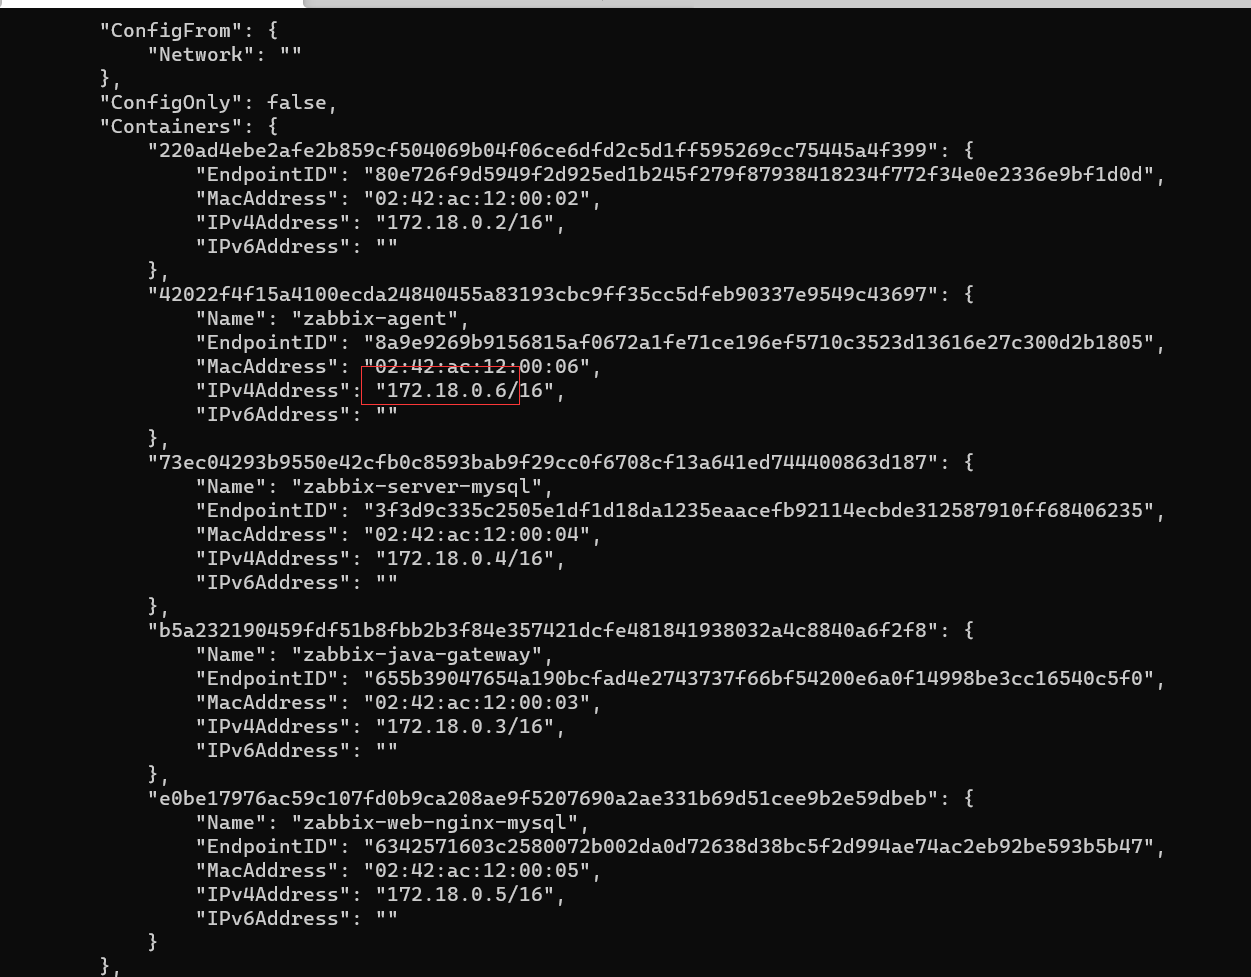 "ConfigFrom": {
"Network": ""
},
"ConfigOnly": false,
"Containers": {
"220ad4ebe2afe2b859cf504069b04f06ce6dfd2c5d1ff595269cc75445a4f399": {
"EndpointID": "80e726f9d5949f2d925ed1b245f279f87938418234f772f34e0e2336e9bf1d0d",
"MacAddress": "02:42:ac:12:00:02",
"IPv4Address": "172.18.0.2/16",
"IPv6Address": ""
},
"42022f4f15a4100ecda24840455a83193cbc9ff35cc5dfeb90337e9549c43697": {
"Name": "zabbix-agent",
"EndpointID": "8a9e9269b9156815af0672a1fe71ce196ef5710c3523d13616e27c300d2b1805",
"MacAddress": "02:42:ac:12:00:06",
"IPv4Address": "172.18.0.6/16",
"IPv6Address": ""
},
"73ec04293b9550e42cfb0c8593bab9f29cc0f6708cf13a641ed744400863d187": {
"Name": "zabbix-server-mysql",
"EndpointID": "3f3d9c335c2505e1df1d18da1235eaacefb92114ecbde312587910ff68406235",
"MacAddress": "02:42:ac:12:00:04",
"IPv4Address": "172.18.0.4/16",
"IPv6Address": ""
},
"b5a232190459fdf51b8fbb2b3f84e357421dcfe481841938032a4c8840a6f2f8": {
"Name": "zabbix-java-gateway",
"EndpointID": "655b39047654a190bcfad4e2743737f66bf54200e6a0f14998be3cc16540c5f0",
"MacAddress": "02:42:ac:12:00:03",
"IPv4Address": "172.18.0.3/16",
"IPv6Address": ""
},
"e0be17976ac59c107fd0b9ca208ae9f5207690a2ae331b69d51cee9b2e59dbeb": {
"Name": "zabbix-web-nginx-mysql",
"EndpointID": "6342571603c2580072b002da0d72638d38bc5f2d994ae74ac2eb92be593b5b47",
"MacAddress": "02:42:ac:12:00:05",
"IPv4Address": "172.18.0.5/16",
"IPv6Address": ""
}
},